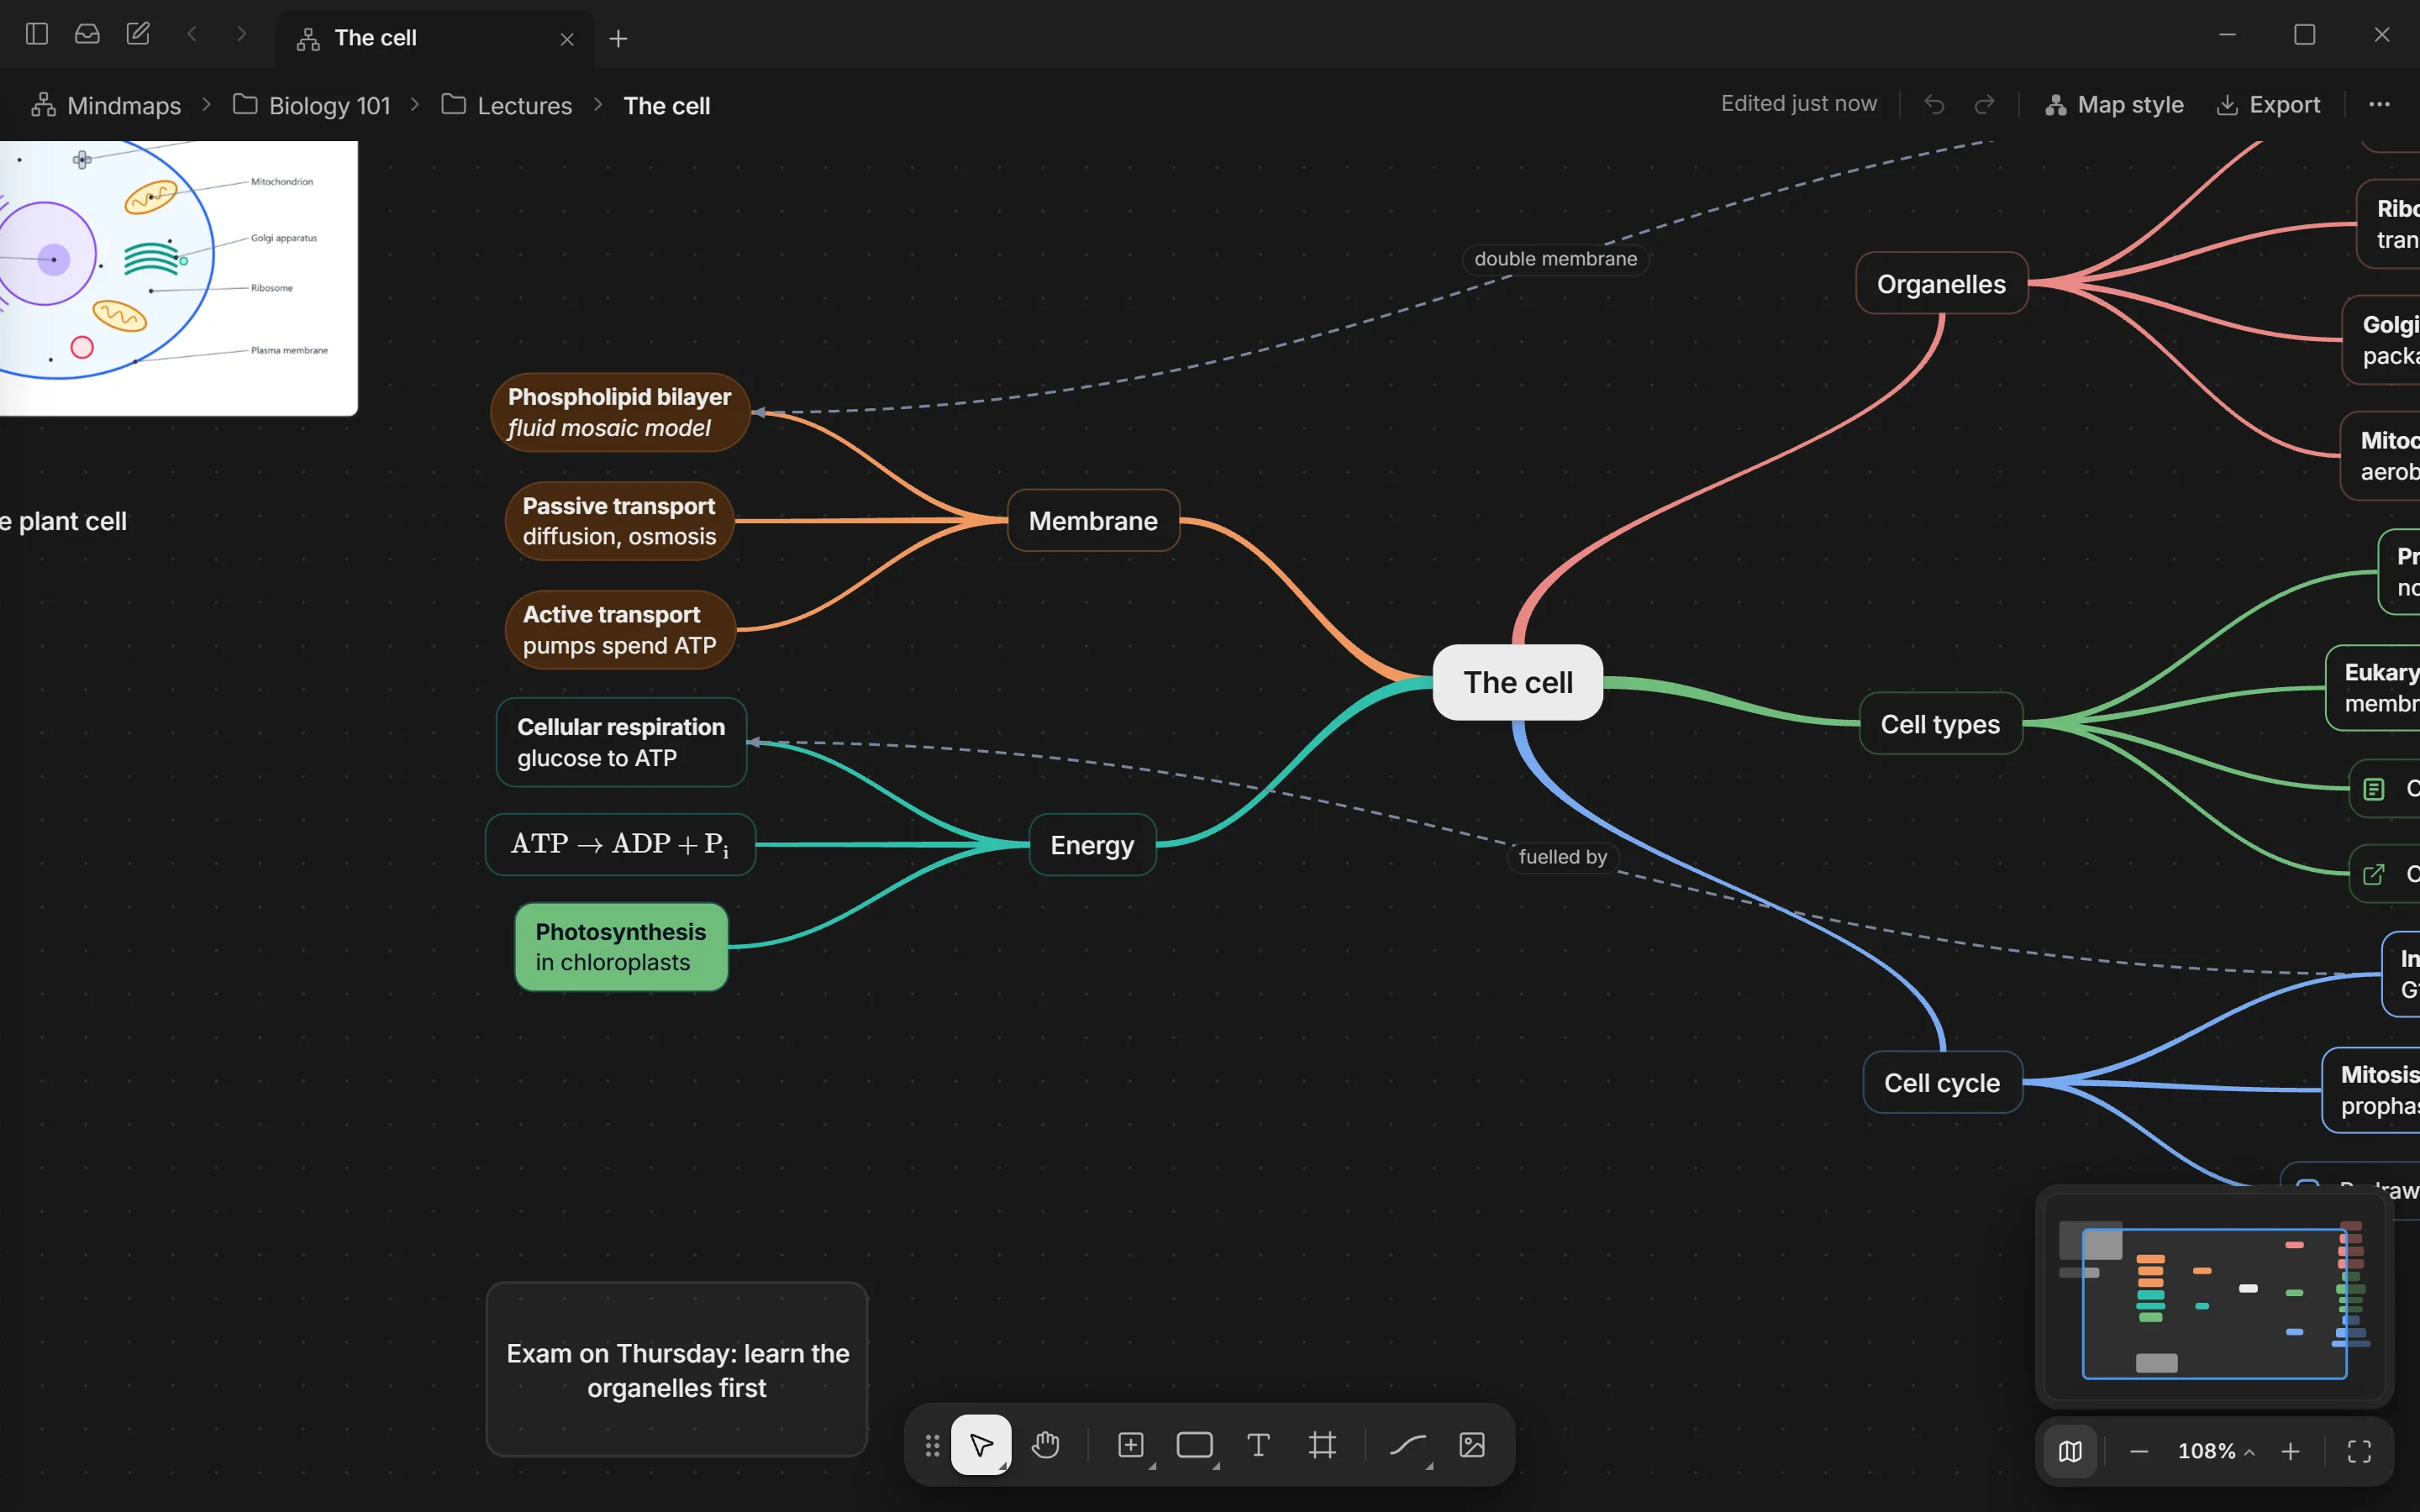 The cell
Mindmaps
Biology 101
Lectures
The cell
Edited just now
Map style
Export
Mitochondrion
Golgi apparatus
Ribosome
Plasma membrane
plant cell
double membrane
Organelles
Golgi
Phospholipid bilayer
fluid mosaic model
Passive transport
diffusion, osmosis
Active transport
pumps spend ATP
Membrane
The cell
Cell types
Cellular respiration
glucose to ATP
ATP → ADP + Pᵢ
Photosynthesis
in chloroplasts
Energy
fuelled by
Cell cycle
Mitosis
Exam on Thursday: learn the
organelles first
108%